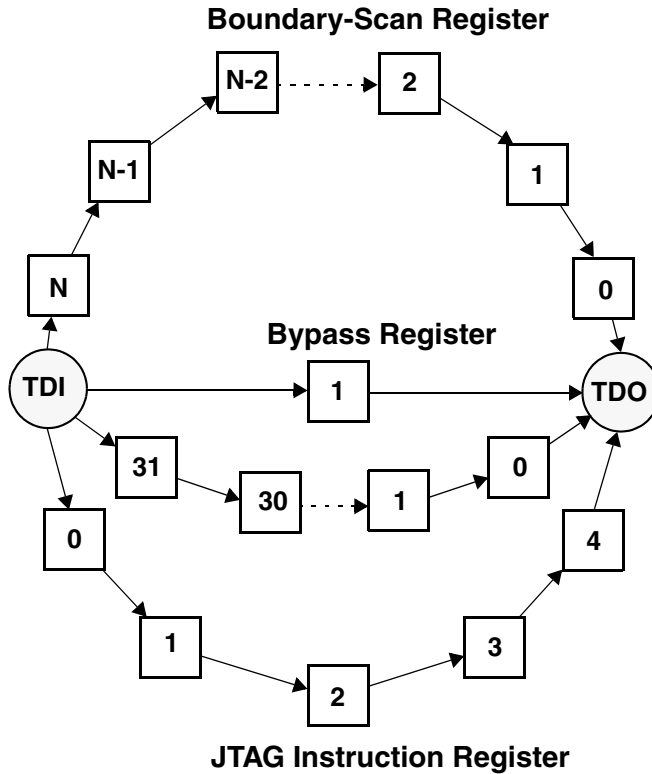 Boundary-Scan Register
N-2
2
N-1
1
N
0
Bypass Register
TDI
1
TDO
31
30
1
0
0
4
1
3
2
JTAG Instruction Register